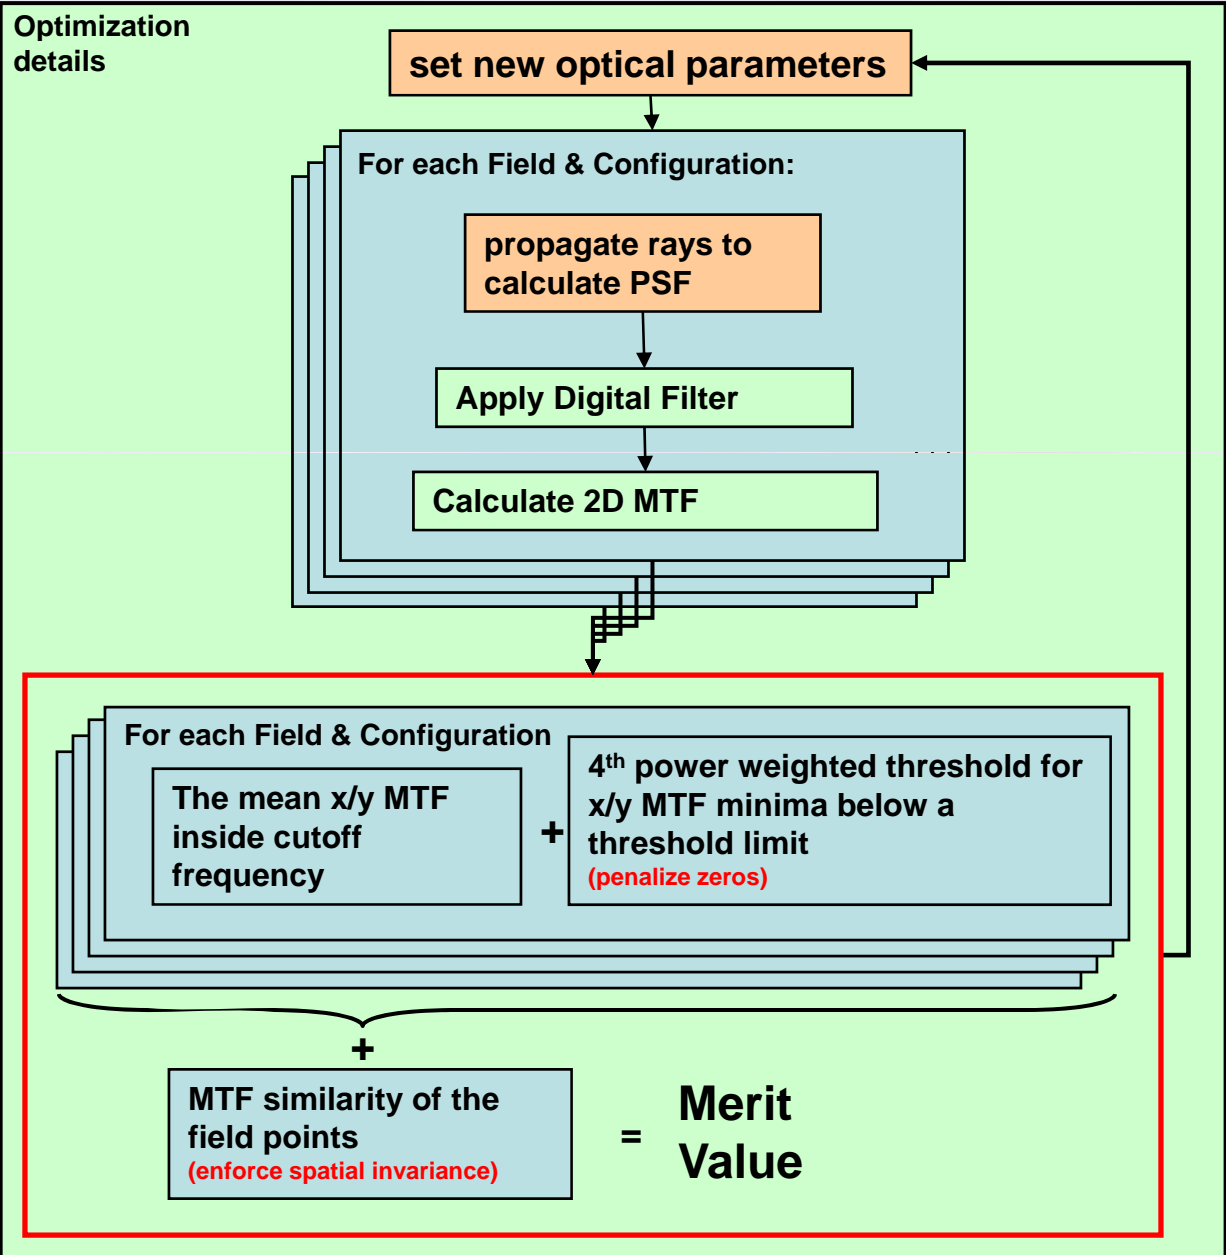 Optimization
details
set new optical parameters
For each Field & Configuration:
propagate rays to
calculate PSF
Apply Digital Filter
. . .
Calculate 2D MTF
For each Field & Configuration
The mean x/y MTF
inside cutoff
frequency
+
4th power weighted threshold for
x/y MTF minima below a
threshold limit
(penalize zeros)
+
MTF similarity of the
field points
(enforce spatial invariance)
=
Merit
Value